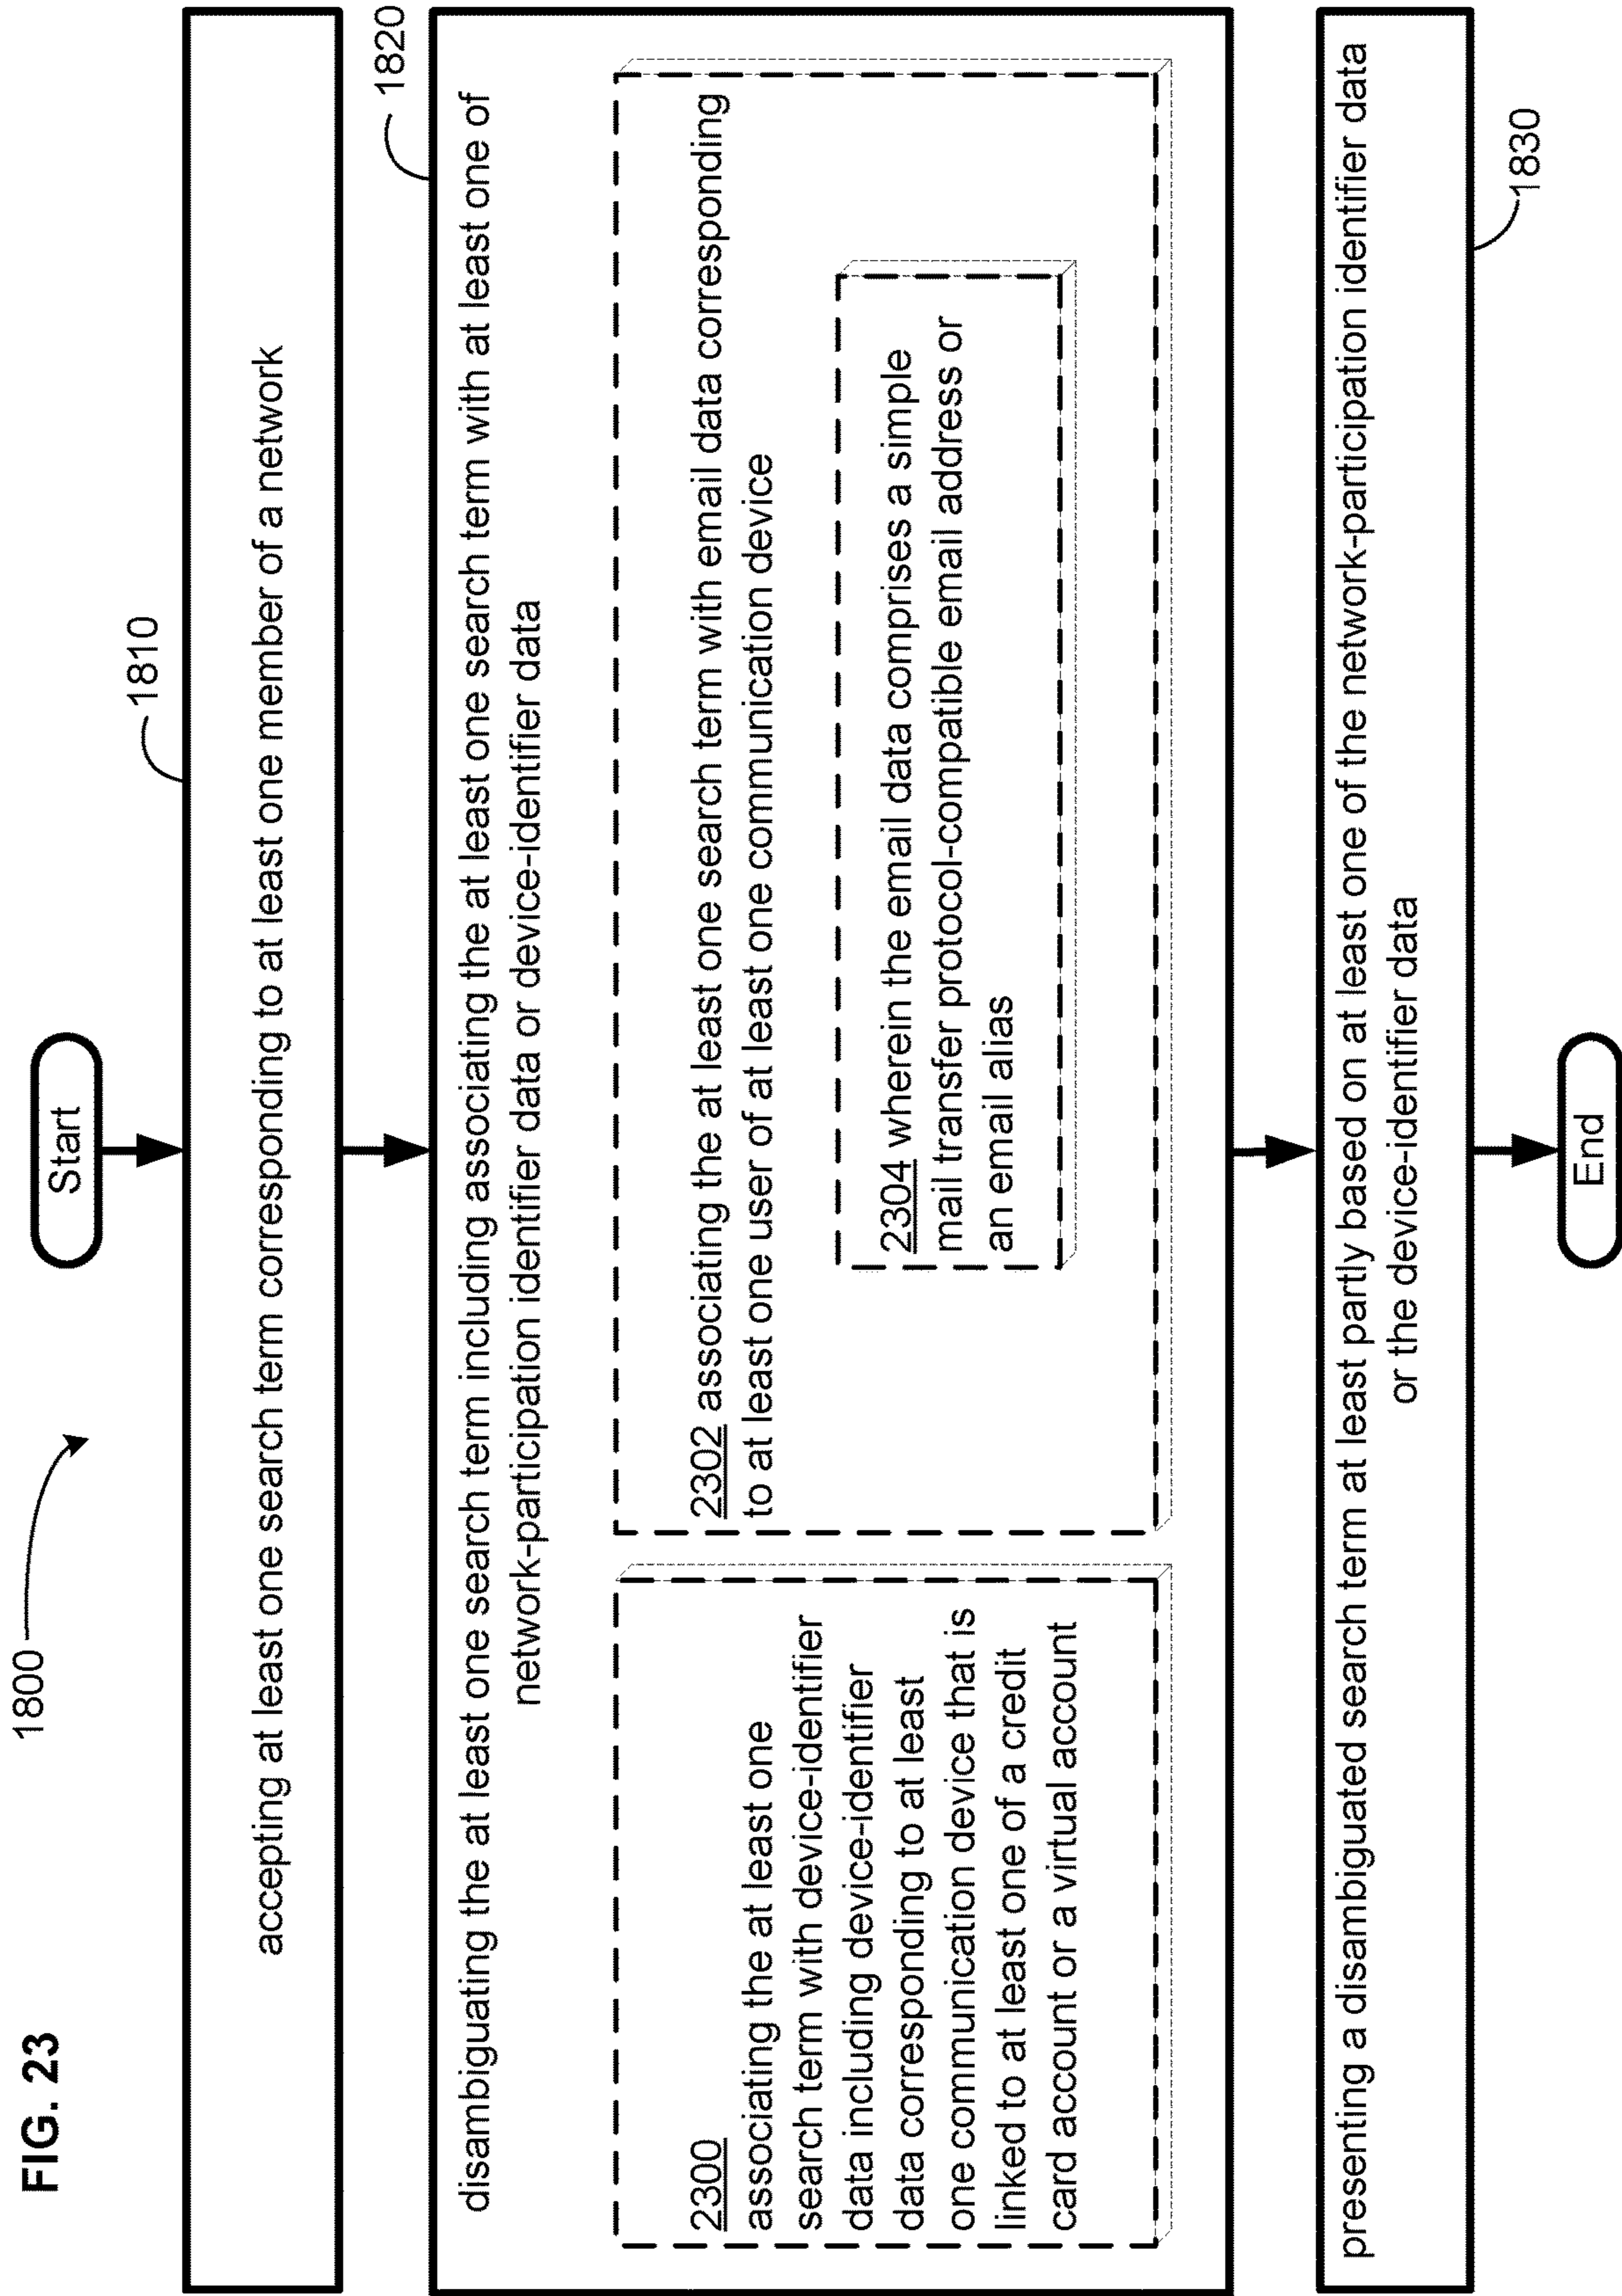 FIG. 23
1800
Start
1810
accepting at least one search term corresponding to at least one member of a network
1820
disambiguating the at least one search term including associating the at least one search term with at least one of
network-participation identifier data or device-identifier data
2300
associating the at least one
search term with device-identifier
data including device-identifier
data corresponding to at least
one communication device that is
linked to at least one of a credit
card account or a virtual account
2302 associating the at least one search term with email data corresponding
to at least one user of at least one communication device
2304 wherein the email data comprises a simple
mail transfer protocol-compatible email address or
an email alias
presenting a disambiguated search term at least partly based on at least one of the network-participation identifier data
or the device-identifier data
1830
End